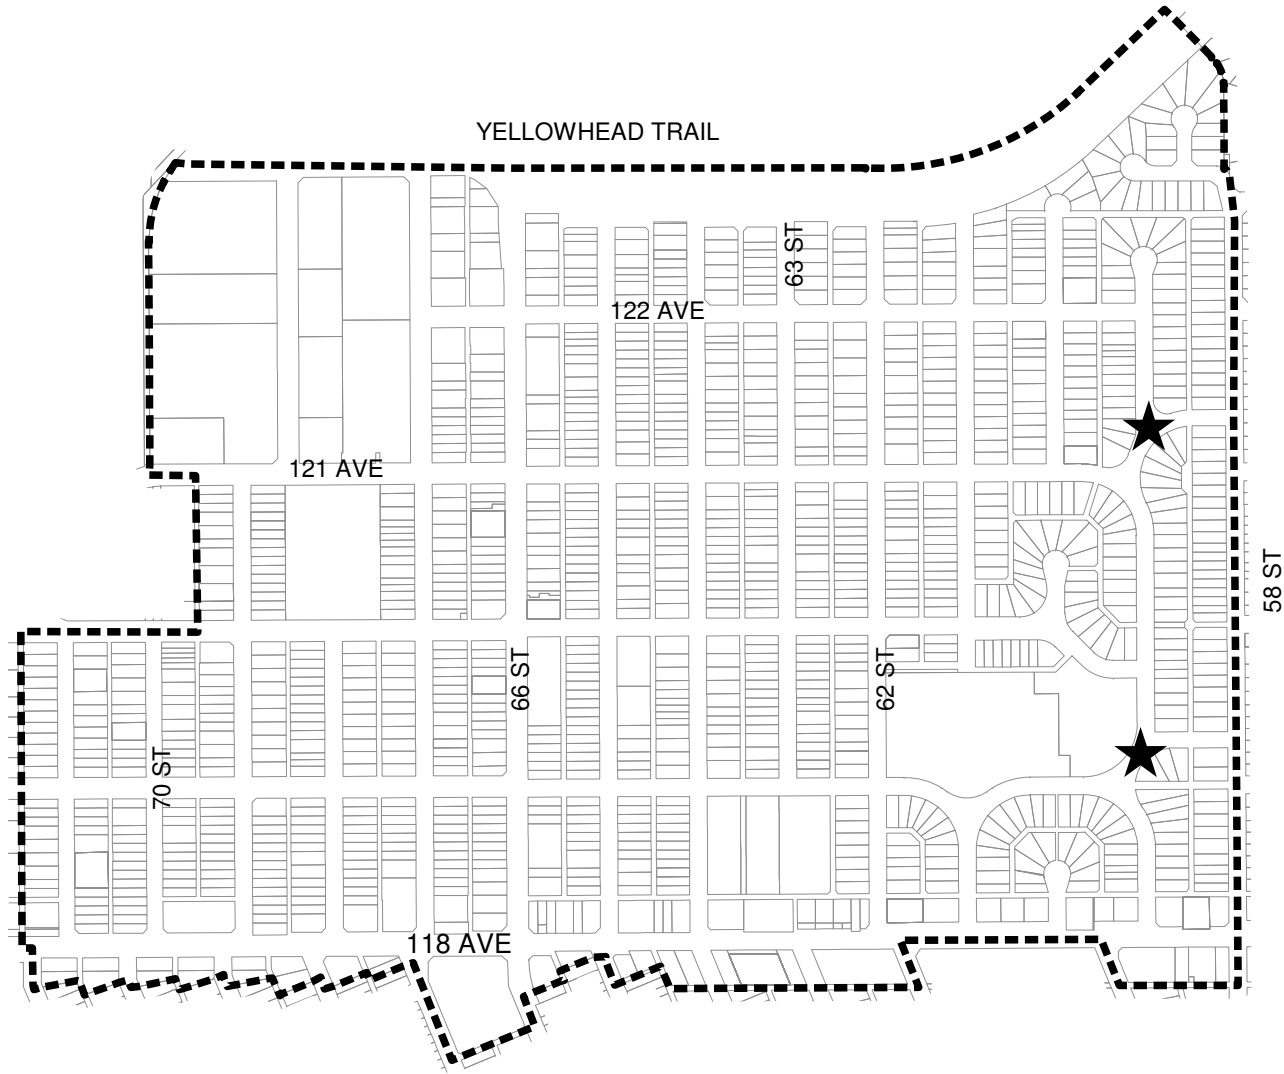 YELLOWHEAD TRAIL
63 ST
122 AVE
121 AVE
58 ST
66 ST
62 ST
70 ST
118 AVE